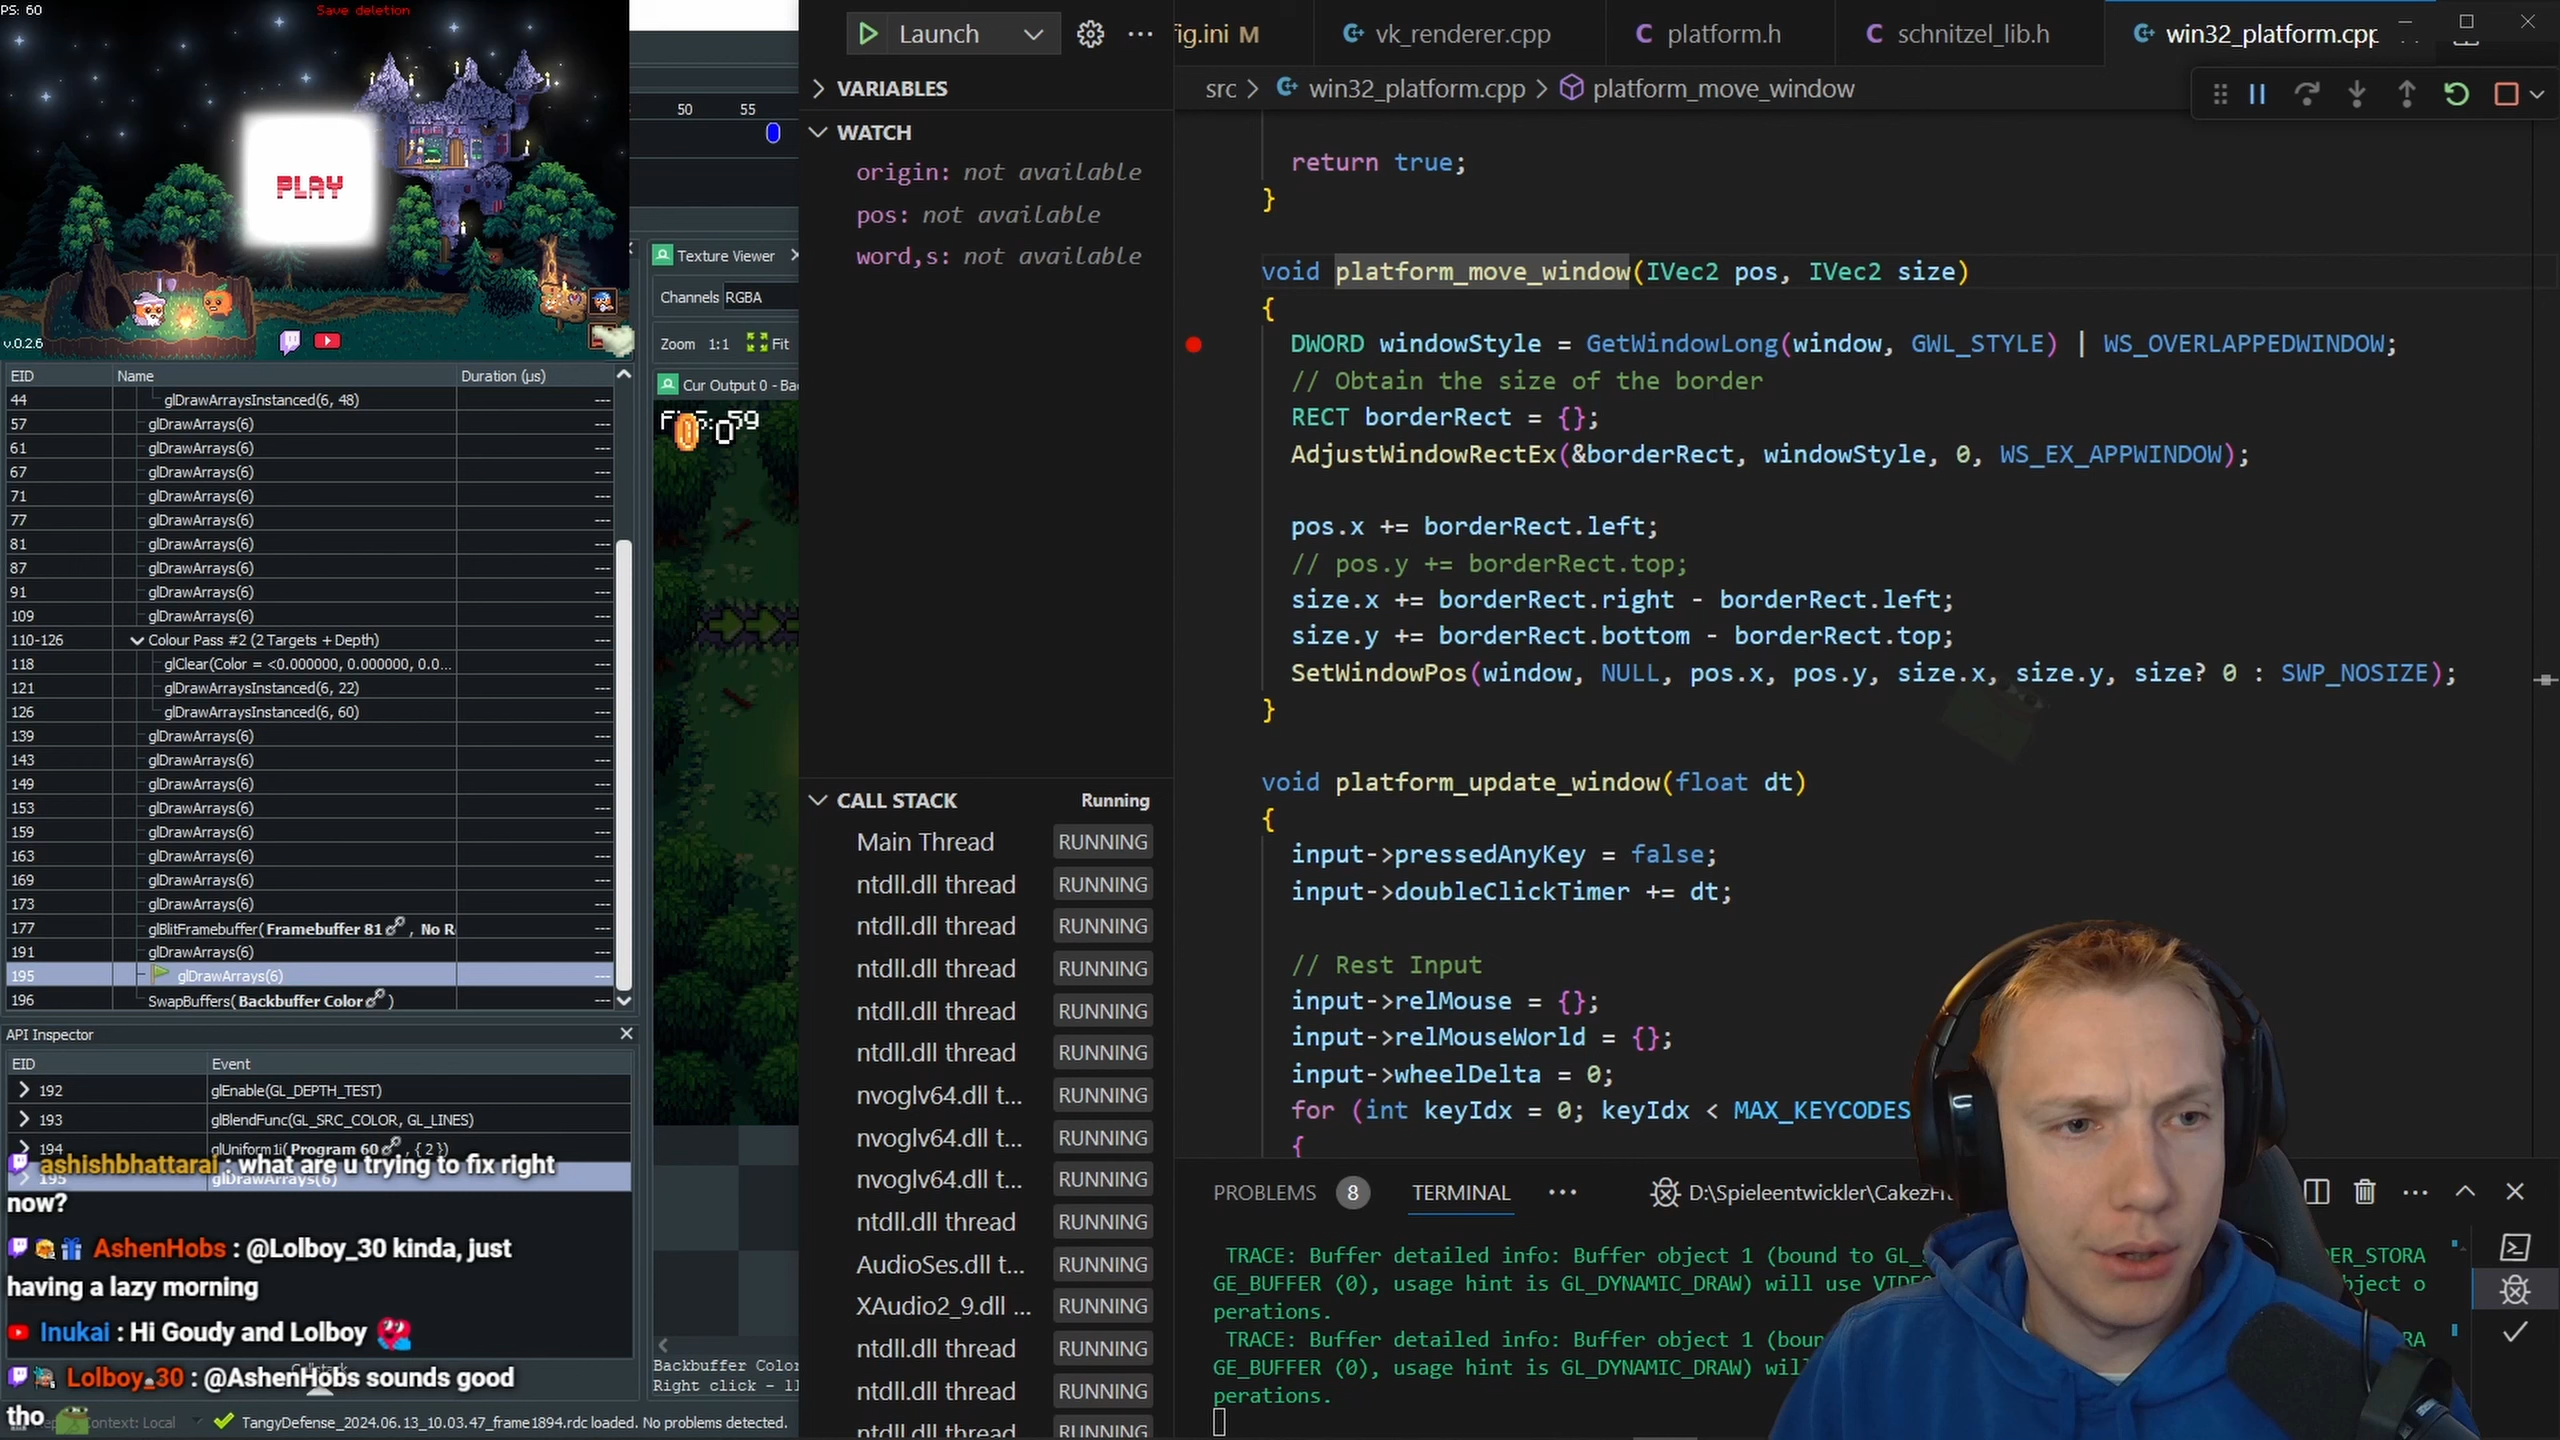 PS: 60
Save deletion
PLAY
v.0.2.6
50 55
Texture Viewer
Channels RGBA
Zoom 1:1 Fit
Cur Output 0 - Bac
0
EID Name Duration (µs)
44 glDrawArraysInstanced(6, 48) ---
57 glDrawArrays(6) ---
61 glDrawArrays(6) ---
67 glDrawArrays(6) ---
71 glDrawArrays(6) ---
77 glDrawArrays(6) ---
81 glDrawArrays(6) ---
87 glDrawArrays(6) ---
91 glDrawArrays(6) ---
109 glDrawArrays(6) ---
110-126 Colour Pass #2 (2 Targets + Depth) ---
118 glClear(Color = <0.000000, 0.000000, 0.0... ---
121 glDrawArraysInstanced(6, 22) ---
126 glDrawArraysInstanced(6, 60) ---
139 glDrawArrays(6) ---
143 glDrawArrays(6) ---
149 glDrawArrays(6) ---
153 glDrawArrays(6) ---
159 glDrawArrays(6) ---
163 glDrawArrays(6) ---
169 glDrawArrays(6) ---
173 glDrawArrays(6) ---
177 glBlitFramebuffer( Framebuffer 81 , No R ---
191 glDrawArrays(6) ---
195 glDrawArrays(6) ---
196 SwapBuffers( Backbuffer Color )
API Inspector
EID Event
192 glEnable(GL_DEPTH_TEST)
193 glBlendFunc(GL_SRC_COLOR, GL_LINES)
194 glUniform1i( Program 60 , { 2 })
195 glDrawArrays(6)
ashishbhattarai : what are u trying to fix right
now?
AshenHobs : @Lolboy_30 kinda, just
having a lazy morning
Inukai : Hi Goudy and Lolboy
Lolboy_30 : @AshenHobs sounds good
tho
Context: Local
TangyDefense_2024.06.13_10.03.47_frame1894.rdc loaded. No problems detected.
Backbuffer Color
Right click - 
Launch
VARIABLES
WATCH
origin: not available
pos: not available
word,s: not available
CALL STACK Running
Main Thread RUNNING
ntdll.dll thread RUNNING
ntdll.dll thread RUNNING
ntdll.dll thread RUNNING
ntdll.dll thread RUNNING
ntdll.dll thread RUNNING
nvoglv64.dll t... RUNNING
nvoglv64.dll t... RUNNING
nvoglv64.dll t... RUNNING
ntdll.dll thread RUNNING
AudioSes.dll t... RUNNING
XAudio2_9.dll ... RUNNING
ntdll.dll thread RUNNING
ntdll.dll thread RUNNING
ntdll.dll thread RUNNING
fig.ini M vk_renderer.cpp platform.h schnitzel_lib.h win32_platform.cpp
src > win32_platform.cpp > platform_move_window
return true;
}
void platform_move_window(IVec2 pos, IVec2 size)
{
DWORD windowStyle = GetWindowLong(window, GWL_STYLE) | WS_OVERLAPPEDWINDOW;
// Obtain the size of the border
RECT borderRect = {};
AdjustWindowRectEx(&borderRect, windowStyle, 0, WS_EX_APPWINDOW);
pos.x += borderRect.left;
// pos.y += borderRect.top;
size.x += borderRect.right - borderRect.left;
size.y += borderRect.bottom - borderRect.top;
SetWindowPos(window, NULL, pos.x, pos.y, size.x, size.y, size? 0 : SWP_NOSIZE);
}
void platform_update_window(float dt)
{
input->pressedAnyKey = false;
input->doubleClickTimer += dt;
// Rest Input
input->relMouse = {};
input->relMouseWorld = {};
input->wheelDelta = 0;
for (int keyIdx = 0; keyIdx < MAX_KEYCODES
{
PROBLEMS 8 TERMINAL ... D:\Spieleentwickler\CakezFr
TRACE: Buffer detailed info: Buffer object 1 (bound to GL_S DER_STORA
GE_BUFFER (0), usage hint is GL_DYNAMIC_DRAW) will use VIDE bject o
perations.
TRACE: Buffer detailed info: Buffer object 1 (boun RA
GE_BUFFER (0), usage hint is GL_DYNAMIC_DRAW) will o
perations.